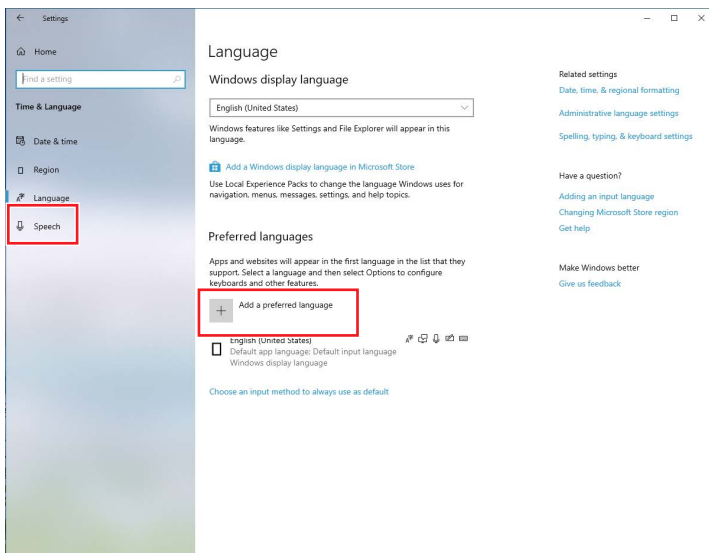 Settings
Home
Find a setting
Time & Language
Date & time
Region
Language
Speech
Language
Windows display language
English (United States)
Windows features like Settings and File Explorer will appear in this
language.
Add a Windows display language in Microsoft Store
Use Local Experience Packs to change the language Windows uses for
navigation, menus, messages, settings, and help topics.
Preferred languages
Apps and websites will appear in the first language in the list that they
support. Select a language and then select Options to configure
keyboards and other features.
Add a preferred language
English (United States)
Default app language; Default input language
Windows display language
Choose an input method to always use as default
Related settings
Date, time, & regional formatting
Administrative language settings
Spelling, typing, & keyboard settings
Have a question?
Adding an input language
Changing Microsoft Store region
Get help
Make Windows better
Give us feedback